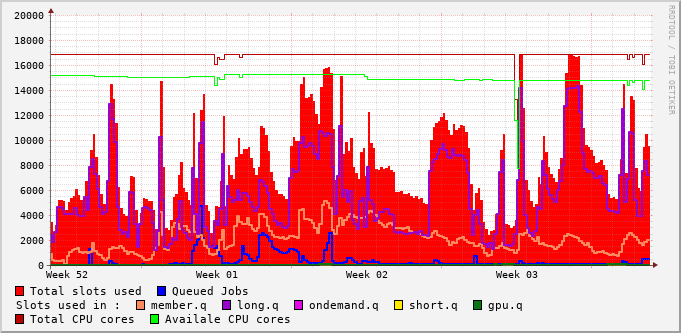 20000
18000
16000
14000
12000
10000
8000
6000
4000
2000
0
Week 52 Week 01 Week 02 Week 03
RRDTOOL / TOBI OETIKER
Total slots used Queued Jobs
Slots used in : member.q long.q ondemand.q short.q gpu.q
Total CPU cores Availale CPU cores